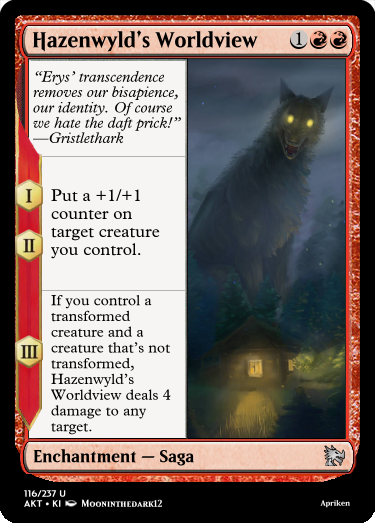 Hazenwyld's Worldview 1
“Erys’ transcendence
removes our bisapience,
our identity. Of course
we hate the daft prick!”
—Gristlethark
I
II
Put a +1/+1
counter on
target creature
you control.
III
If you control a
transformed
creature and a
creature that's not
transformed,
Hazenwyld's
Worldview deals 4
damage to any
target.
Enchantment — Saga
116/237 U
AKT • KI Mooninthedark12
Apriken